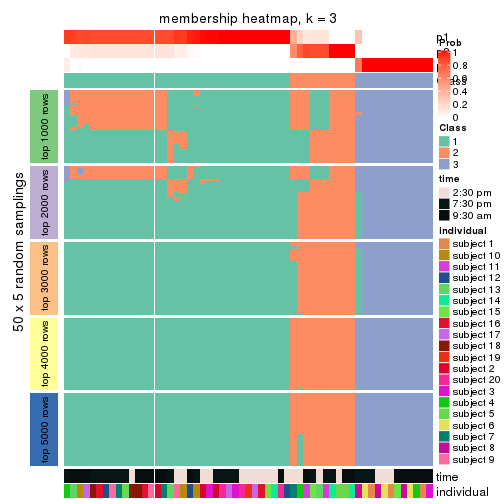 membership heatmap, k = 3
p1
Prob
1
0.8
0.6
0.4
0.2
0
Class
1
2
3
time
2:30 pm
7:30 pm
9:30 am
individual
subject 1
subject 10
subject 11
subject 12
subject 13
subject 14
subject 15
subject 16
subject 17
subject 18
subject 19
subject 2
subject 20
subject 3
subject 4
subject 5
subject 6
subject 7
subject 8
subject 9
50 x 5 random samplings
top 1000 rows
top 2000 rows
top 3000 rows
top 4000 rows
top 5000 rows
time
individual